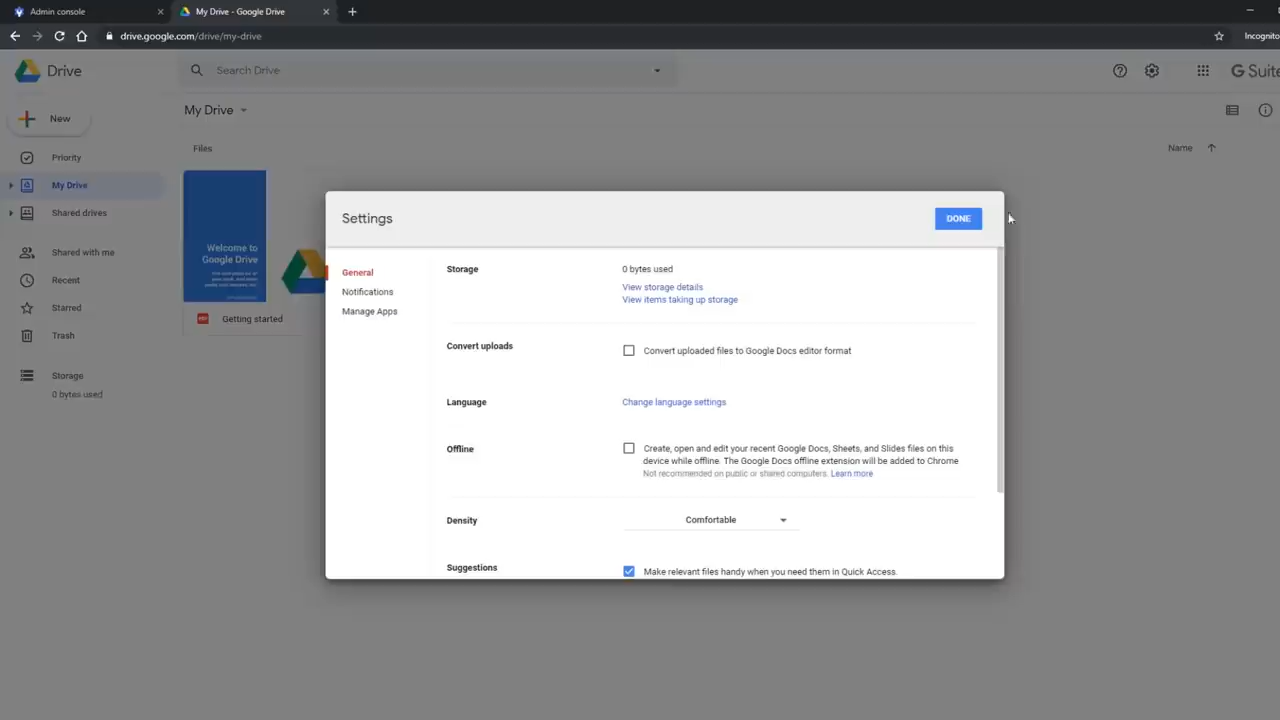 Admin console
My Drive - Google Drive
drive.google.com/drive/my-drive
Incognito
Drive
Search Drive
G Suite
New
My Drive
Priority
My Drive
Shared drives
Shared with me
Recent
Starred
Trash
Storage
0 bytes used
Files
Name
Welcome to
Google Drive
Getting started
Settings
DONE
General
Notifications
Manage Apps
Storage
0 bytes used
View storage details
View items taking up storage
Convert uploads
Convert uploaded files to Google Docs editor format
Language
Change language settings
Offline
Create, open and edit your recent Google Docs, Sheets, and Slides files on this
device while offline. The Google Docs offline extension will be added to Chrome
Not recommended on public or shared computers. Learn more
Density
Comfortable
Suggestions
Make relevant files handy when you need them in Quick Access.